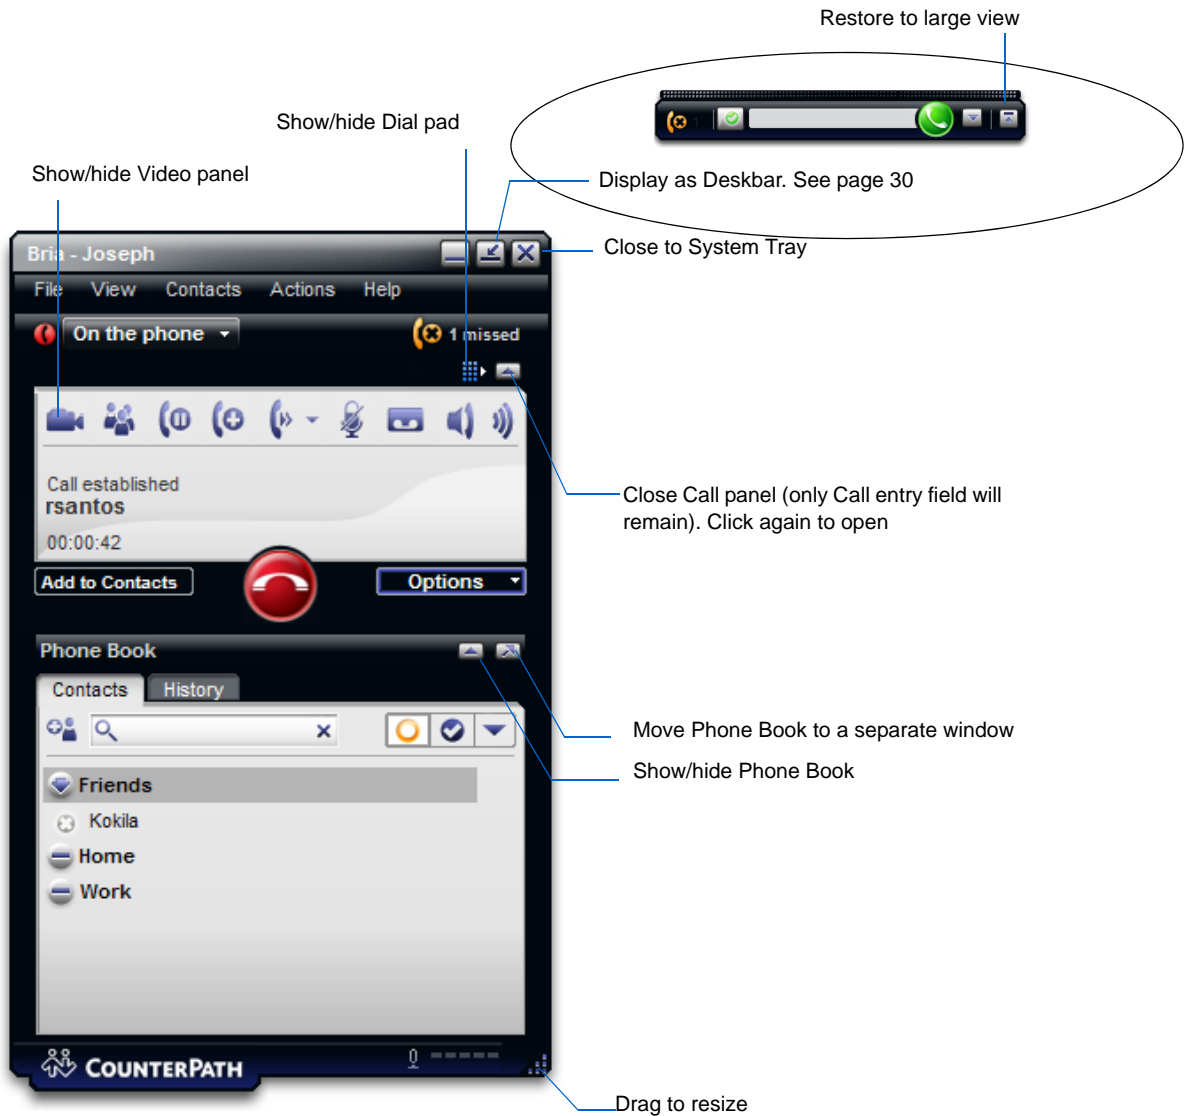 Restore to large view
Show/hide Dial pad
Show/hide Video panel
Display as Deskbar. See page 30
Bria - Joseph
Close to System Tray
File View Contacts Actions Help
On the phone
1 missed
Call established
rsantos
00:00:42
Close Call panel (only Call entry field will
remain). Click again to open
Add to Contacts
Options
Phone Book
Contacts History
Move Phone Book to a separate window
Show/hide Phone Book
Friends
Kokila
Home
Work
COUNTERPATH
Drag to resize